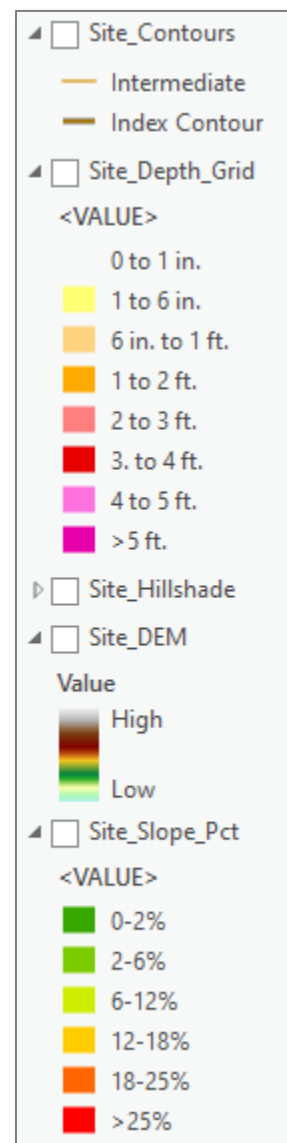 Site_Contours
Intermediate
Index Contour
Site_Depth_Grid
<VALUE>
0 to 1 in.
1 to 6 in.
6 in. to 1 ft.
1 to 2 ft.
2 to 3 ft.
3. to 4 ft.
4 to 5 ft.
>5 ft.
Site_Hillshade
Site_DEM
Value
High
Low
Site_Slope_Pct
<VALUE>
0-2%
2-6%
6-12%
12-18%
18-25%
>25%